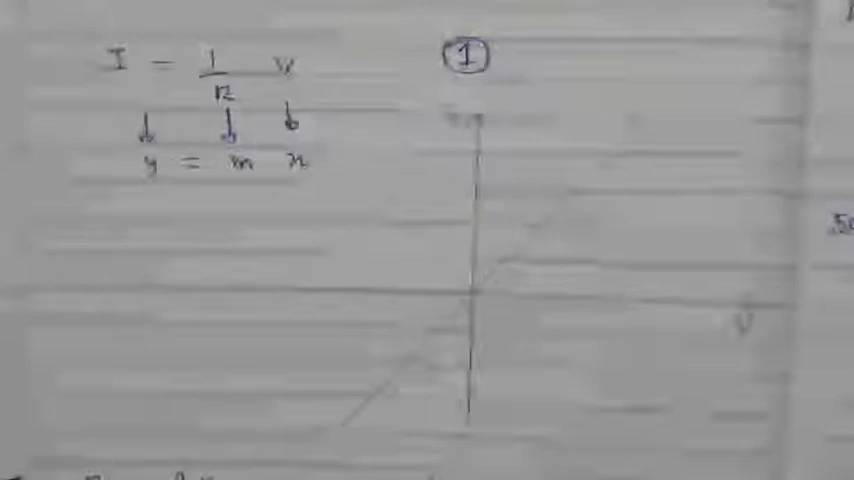 I = 1/R V
y = m x
①
V